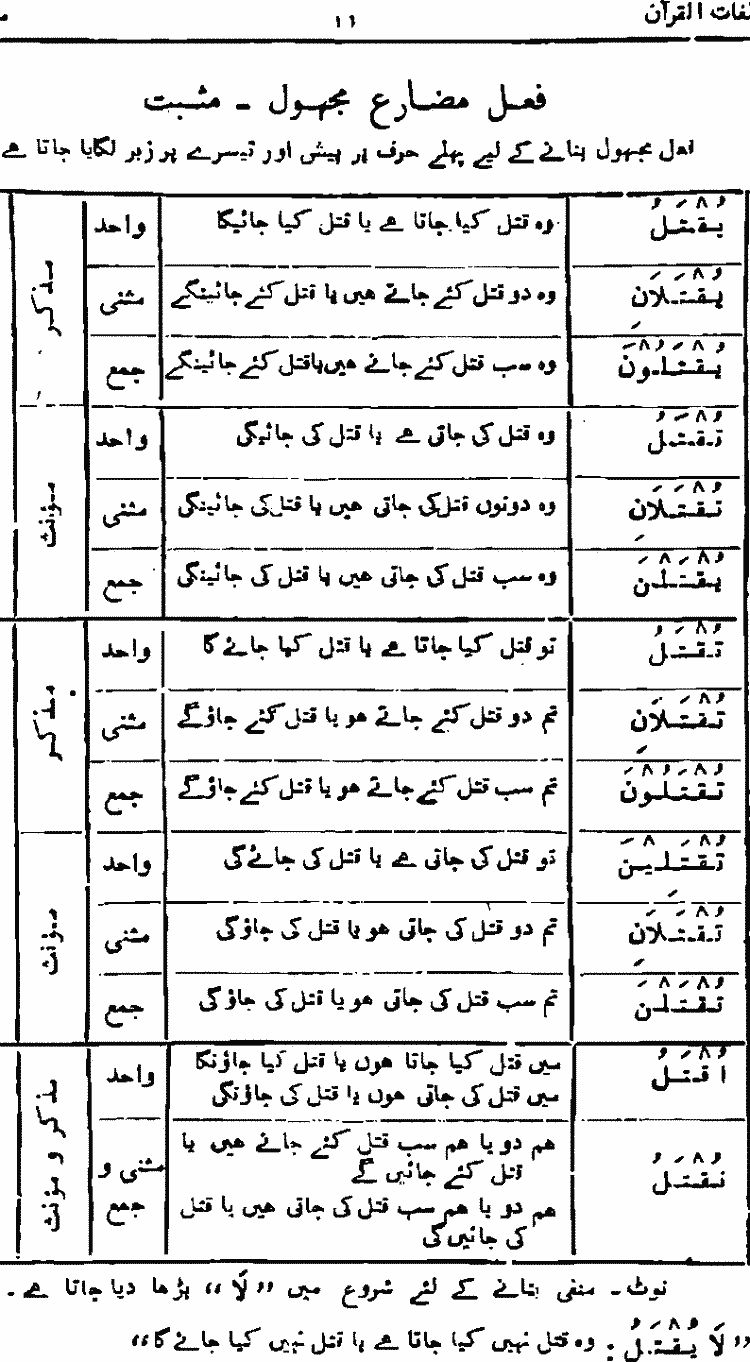 لغات القرآن ١٦
فعل مضارع مجہول ۔ مثبت
فعل مجہول بنانے کے لیے پہلے حرف پر پیش اور تیسرے پر زبر لگایا جاتا ہے
يُقْتَلُ وہ قتل کیا جاتا ہے یا قتل کیا جائیگا واحد مذکر
يُقْتَلَانِ وہ دو قتل کئے جاتے ہیں یا قتل کئے جائینگے مثنی
يُقْتَلُوْنَ وہ سب قتل کئے جاتے ہیں یا قتل کئے جائینگے جمع
تُقْتَلُ وہ قتل کی جاتی ہے یا قتل کی جائیگی واحد مؤنث
تُقْتَلَانِ وہ دونوں قتل کی جاتی ہیں یا قتل کی جائینگی مثنی
يُقْتَلْنَ وہ سب قتل کی جاتی ہیں یا قتل کی جائینگی جمع
تُقْتَلُ تو قتل کیا جاتا ہے یا قتل کیا جائے گا واحد مذکر
تُقْتَلَانِ تم دو قتل کئے جاتے ہو یا قتل کئے جاؤگے مثنی
تُقْتَلُوْنَ تم سب قتل کئے جاتے ہو یا قتل کئے جاؤگے جمع
تُقْتَلِيْنَ تو قتل کی جاتی ہے یا قتل کی جائے گی واحد مؤنث
تُقْتَلَانِ تم دو قتل کی جاتی ہو یا قتل کی جاؤگی مثنی
تُقْتَلْنَ تم سب قتل کی جاتی ہو یا قتل کی جاؤگی جمع
اُقْتَلُ میں قتل کیا جاتا ہوں یا قتل کیا جاؤنگا واحد مذکر و مؤنث
میں قتل کی جاتی ہوں یا قتل کی جاؤنگی
نُقْتَلُ ہم دو یا ہم سب قتل کئے جاتے ہیں یا مثنی و
قتل کئے جائیں گے
ہم دو یا ہم سب قتل کی جاتی ہیں یا قتل جمع
کی جائیں گی
نوٹ۔ منفی بنانے کے لئے شروع میں ”لَا“ بڑھا دیا جاتا ہے۔
”لَا يُقْتَلُ: وہ قتل نہیں کیا جاتا ہے یا قتل نہیں کیا جائے گا“